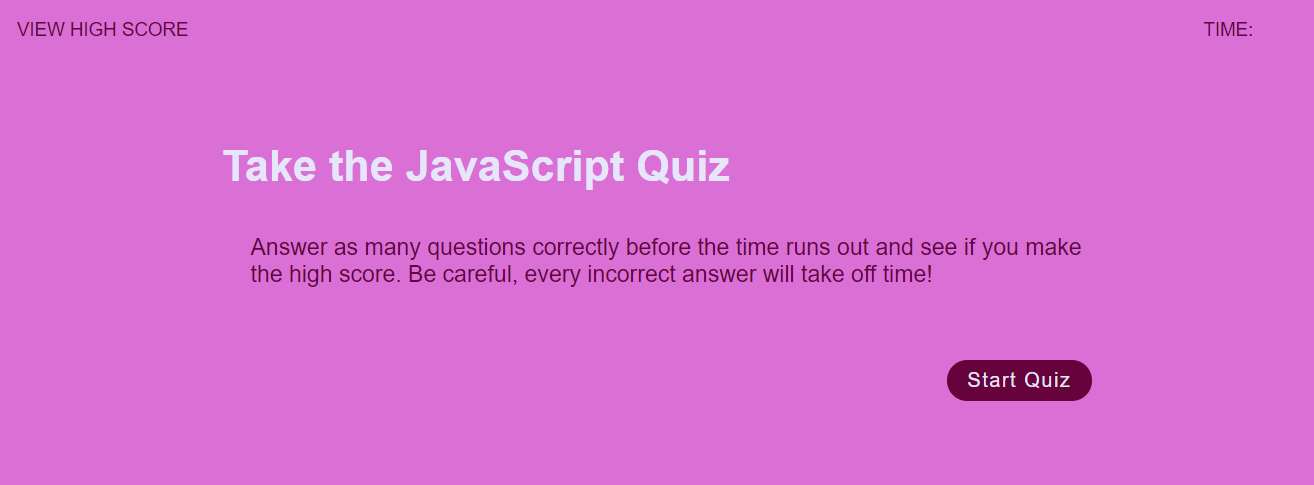 VIEW HIGH SCORE
TIME:
Take the JavaScript Quiz
Answer as many questions correctly before the time runs out and see if you make
the high score. Be careful, every incorrect answer will take off time!
Start Quiz